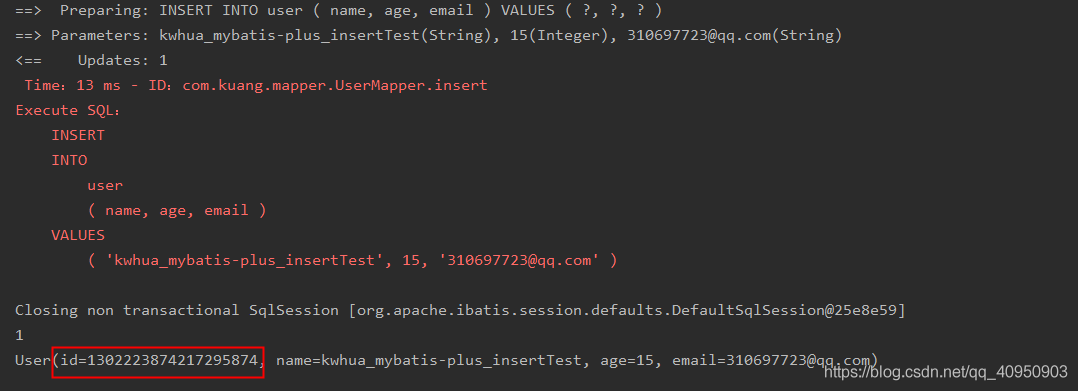 ==>  Preparing: INSERT INTO user ( name, age, email ) VALUES ( ?, ?, ? )
==> Parameters: kwhua_mybatis-plus_insertTest(String), 15(Integer), 310697723@qq.com(String)
<==    Updates: 1
 Time：13 ms - ID：com.kuang.mapper.UserMapper.insert
Execute SQL：
    INSERT
    INTO
        user
        ( name, age, email )
    VALUES
        ( 'kwhua_mybatis-plus_insertTest', 15, '310697723@qq.com' )
Closing non transactional SqlSession [org.apache.ibatis.session.defaults.DefaultSqlSession@25e8e59]
1
User(id=1302223874217295874, name=kwhua_mybatis-plus_insertTest, age=15, email=310697723@qq.com)
https://blog.csdn.net/qq_40950903